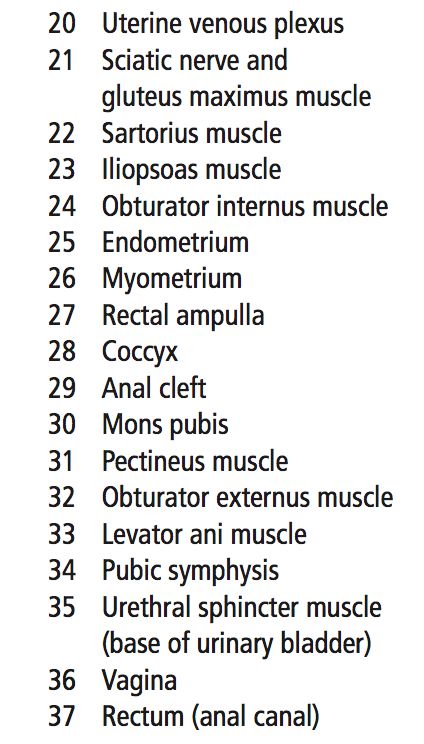 20 Uterine venous plexus
21 Sciatic nerve and
gluteus maximus muscle
22 Sartorius muscle
23 Iliopsoas muscle
24 Obturator internus muscle
25 Endometrium
26 Myometrium
27 Rectal ampulla
28 Coccyx
29 Anal cleft
30 Mons pubis
31 Pectineus muscle
32 Obturator externus muscle
33 Levator ani muscle
34 Pubic symphysis
35 Urethral sphincter muscle
(base of urinary bladder)
36 Vagina
37 Rectum (anal canal)